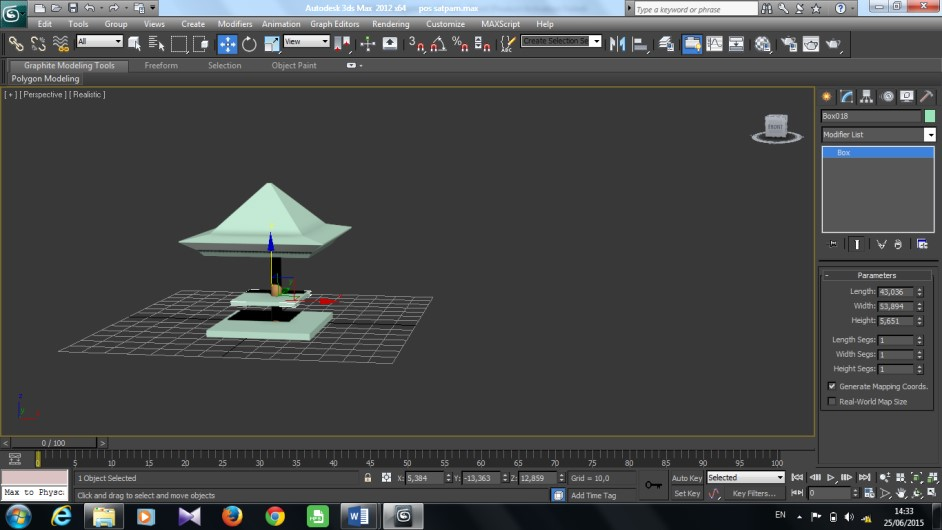 Autodesk 3ds Max 2012 x64 pos satpam.max
Type a keyword or phrase
Edit Tools Group Views Create Modifiers Animation Graph Editors Rendering Customize MAXScript Help
All View Create Selection Se
Graphite Modeling Tools Freeform Selection Object Paint
Polygon Modeling
[ + ] [ Perspective ] [ Realistic ]
FRONT
Box018
Modifier List
Box
Parameters
Length: 43,036
Width: 53,894
Height: 5,651
Length Segs: 1
Width Segs: 1
Height Segs: 1
Generate Mapping Coords.
Real-World Map Size
< 0 / 100 >
0 5 10 15 20 25 30 35 40 45 50 55 60 65 70 75 80 85 90 95 100
1 Object Selected X: 5,384 Y: -13,363 Z: 12,859 Grid = 10,0 Auto Key Selected
Max to Physc Click and drag to select and move objects Add Time Tag Set Key Key Filters... 0
EN 14:33
25/06/2015